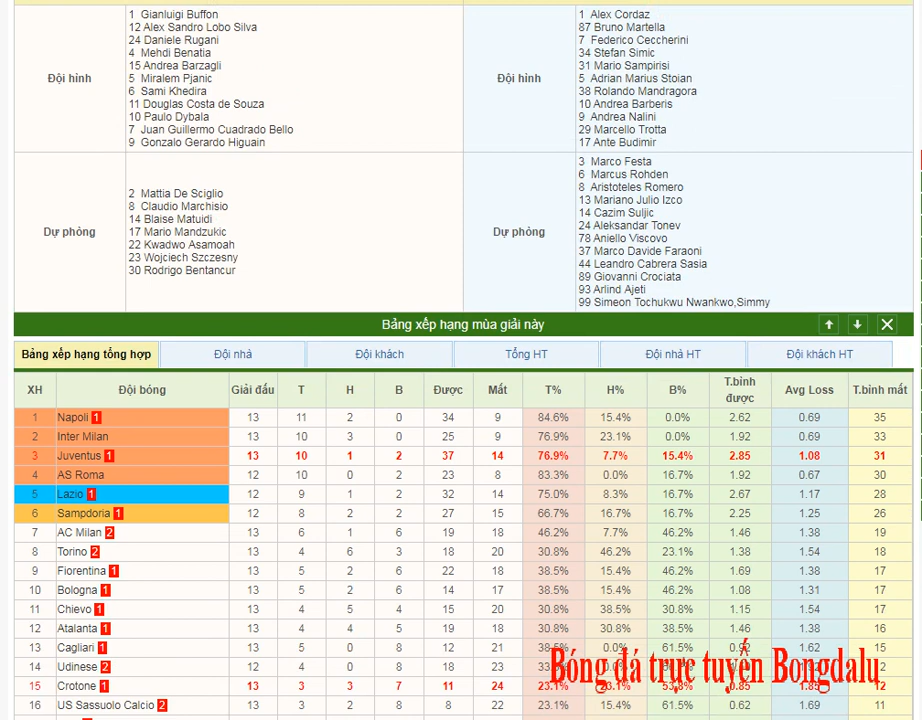 Đội hình
1 Gianluigi Buffon
12 Alex Sandro Lobo Silva
24 Daniele Rugani
4 Mehdi Benatia
15 Andrea Barzagli
5 Miralem Pjanic
6 Sami Khedira
11 Douglas Costa de Souza
10 Paulo Dybala
7 Juan Guillermo Cuadrado Bello
9 Gonzalo Gerardo Higuain
Đội hình
1 Alex Cordaz
87 Bruno Martella
7 Federico Ceccherini
34 Stefan Simic
31 Mario Sampirisi
5 Adrian Marius Stoian
38 Rolando Mandragora
10 Andrea Barberis
9 Andrea Nalini
29 Marcello Trotta
17 Ante Budimir
Dự phòng
2 Mattia De Sciglio
8 Claudio Marchisio
14 Blaise Matuidi
17 Mario Mandzukic
22 Kwadwo Asamoah
23 Wojciech Szczesny
30 Rodrigo Bentancur
Dự phòng
3 Marco Festa
6 Marcus Rohden
8 Aristoteles Romero
13 Mariano Julio Izco
14 Cazim Suljic
24 Aleksandar Tonev
78 Aniello Viscovo
37 Marco Davide Faraoni
44 Leandro Cabrera Sasia
89 Giovanni Crociata
93 Arlind Ajeti
99 Simeon Tochukwu Nwankwo,Simmy
Bảng xếp hạng mùa giải này
Bảng xếp hạng tổng hợp Đội nhà Đội khách Tổng HT Đội nhà HT Đội khách HT
XH Đội bóng Giải đấu T H B Được Mất T% H% B% T.bình được Avg Loss T.bình mất
1 Napoli 1 13 11 2 0 34 9 84.6% 15.4% 0.0% 2.62 0.69 35
2 Inter Milan 13 10 3 0 25 9 76.9% 23.1% 0.0% 1.92 0.69 33
3 Juventus 1 13 10 1 2 37 14 76.9% 7.7% 15.4% 2.85 1.08 31
4 AS Roma 12 10 0 2 23 8 83.3% 0.0% 16.7% 1.92 0.67 30
5 Lazio 1 12 9 1 2 32 14 75.0% 8.3% 16.7% 2.67 1.17 28
6 Sampdoria 1 12 8 2 2 27 15 66.7% 16.7% 16.7% 2.25 1.25 26
7 AC Milan 2 13 6 1 6 19 18 46.2% 7.7% 46.2% 1.46 1.38 19
8 Torino 2 13 4 6 3 18 20 30.8% 46.2% 23.1% 1.38 1.54 18
9 Fiorentina 1 13 5 2 6 22 18 38.5% 15.4% 46.2% 1.69 1.38 17
10 Bologna 1 13 5 2 6 14 17 38.5% 15.4% 46.2% 1.08 1.31 17
11 Chievo 1 13 4 5 4 15 20 30.8% 38.5% 30.8% 1.15 1.54 17
12 Atalanta 1 13 4 4 5 19 18 30.8% 30.8% 38.5% 1.46 1.38 16
13 Cagliari 1 13 5 0 8 12 21 38.5% 0.0% 61.5% 0.92 1.62 15
14 Udinese 2 12 4 0 8 18 23
15 Crotone 1 13 3 3 7 11 24 23.1% 23.1% 53.8% 0.85 1.85 12
16 US Sassuolo Calcio 2 13 3 2 8 8 22 23.1% 15.4% 61.5% 0.62 1.69 11
Bóng đá trực tuyến Bongdalu